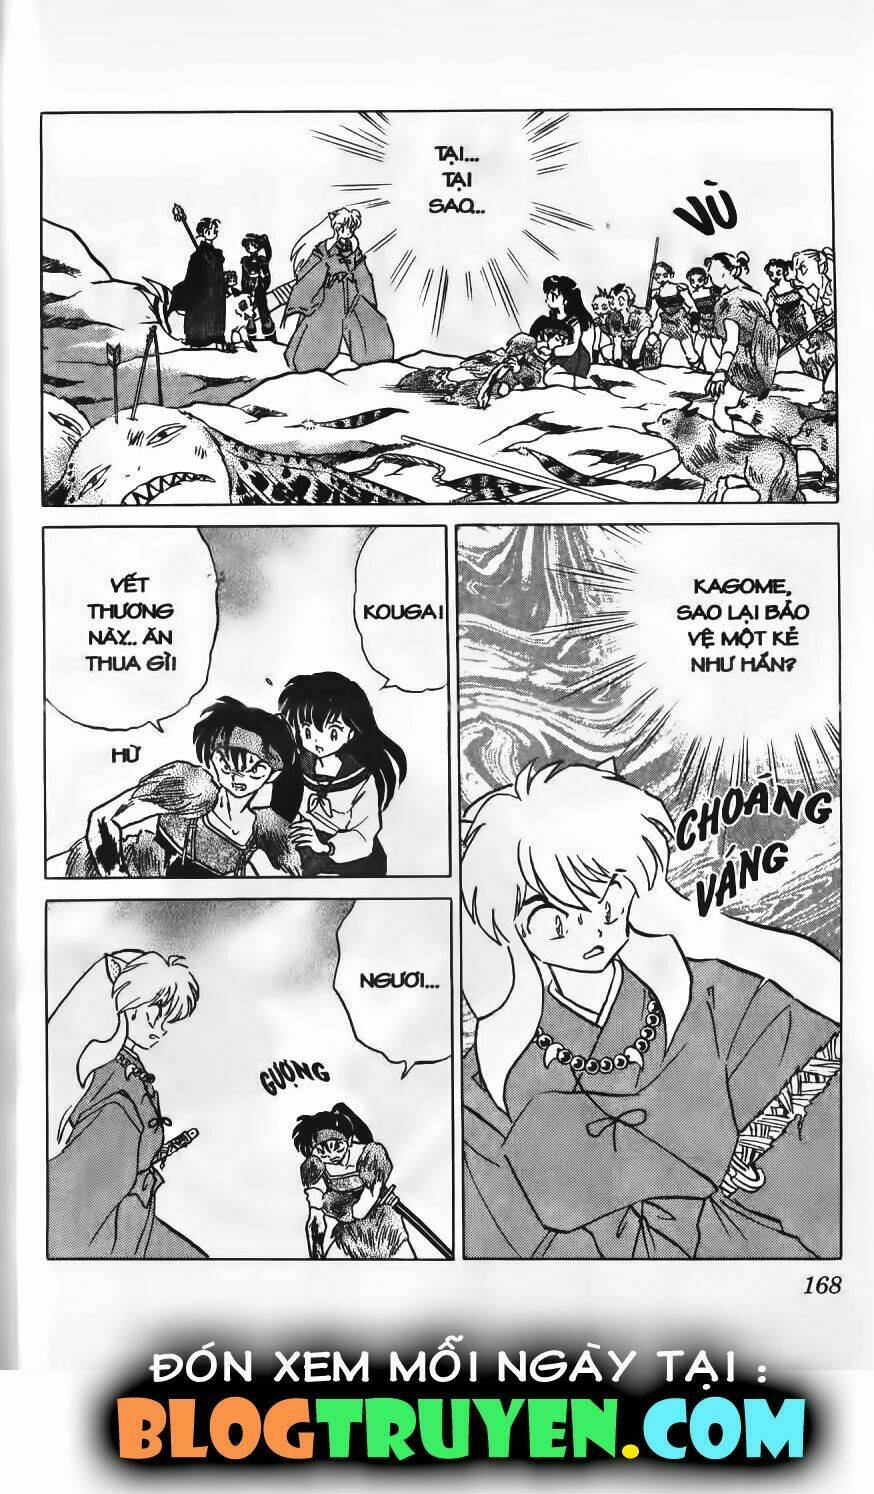 TẠI...
TẠI
SAO...
VÙ
KAGOME,
SAO LẠI BẢO
VỆ MỘT KẺ
NHƯ HẮN?
CHOÁNG
VÁNG
KOUGA!
VẾT
THƯƠNG
NÀY... ĂN
THUA GÌ!
HỪ
NGƯƠI...
GƯỢNG
168
ĐÓN XEM MỖI NGÀY TẠI :
BLOGTRUYEN.COM